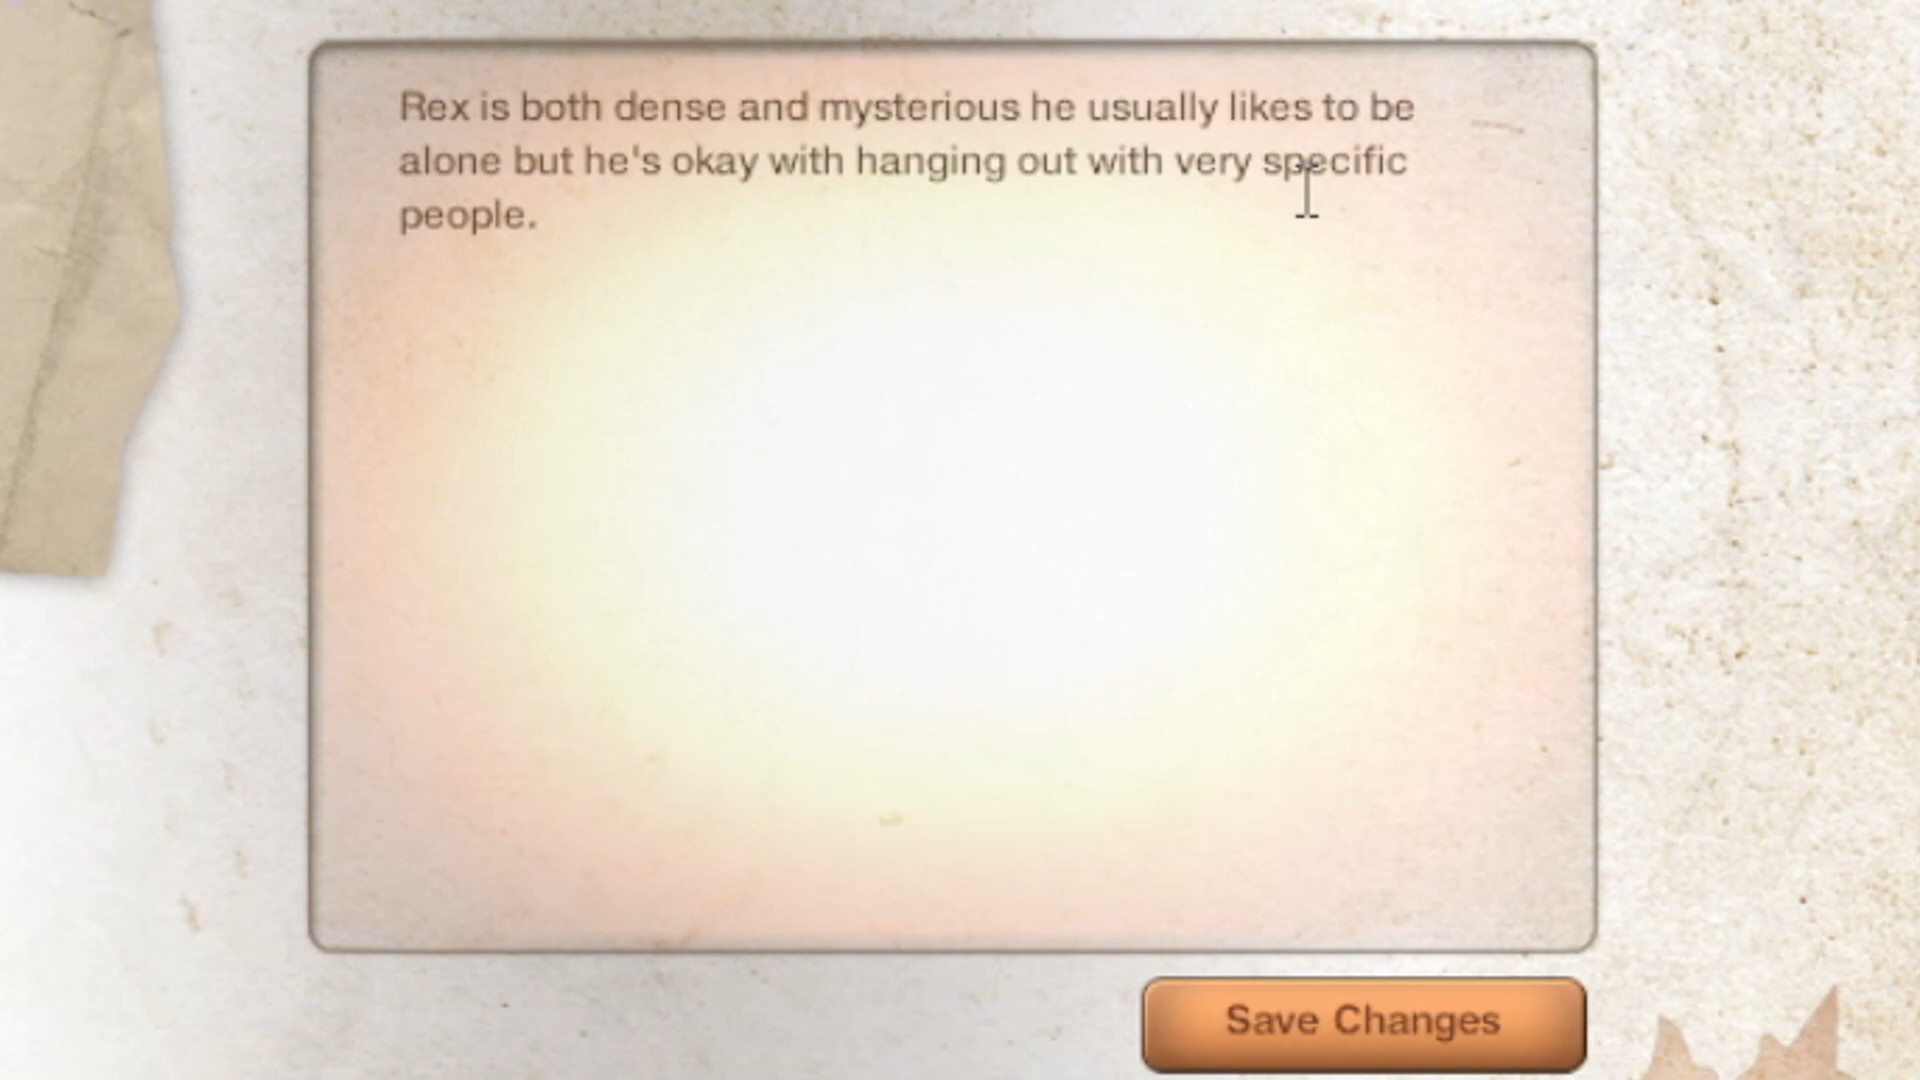 Rex is both dense and mysterious he usually likes to be
alone but he's okay with hanging out with very specific
people.
Save Changes